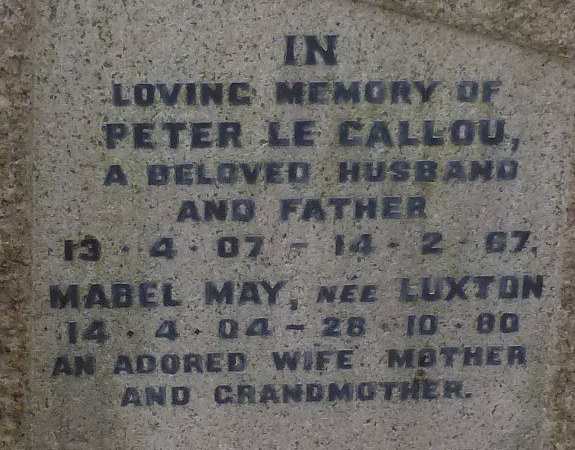 IN
LOVING MEMORY OF
PETER LE CALLOU,
A BELOVED HUSBAND
AND FATHER
13 · 4 · 07 – 14 · 2 · 67.
MABEL MAY, NÉE LUXTON
14 · 4 · 04 – 28 · 10 · 80
AN ADORED WIFE MOTHER
AND GRANDMOTHER.